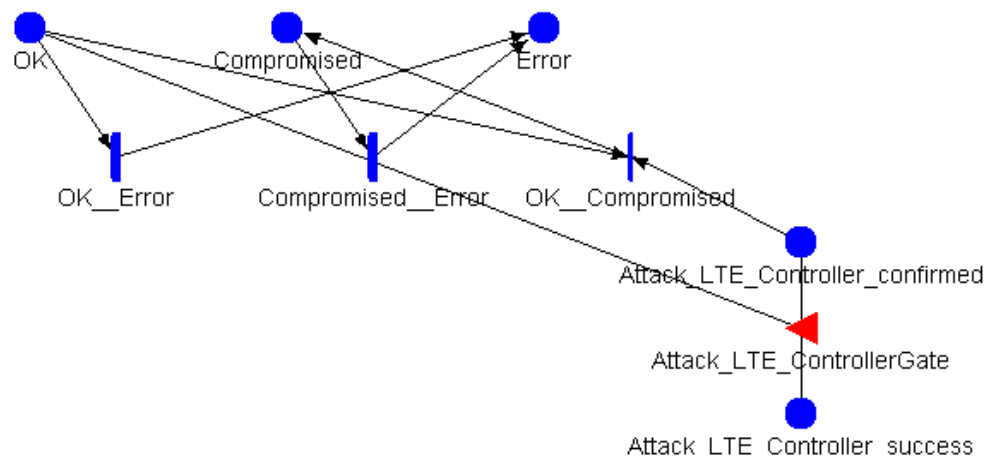 OK
Compromised
Error
OK__Error
Compromised__Error
OK__Compromised
Attack_LTE_Controller_confirmed
Attack_LTE_ControllerGate
Attack_LTE_Controller_success